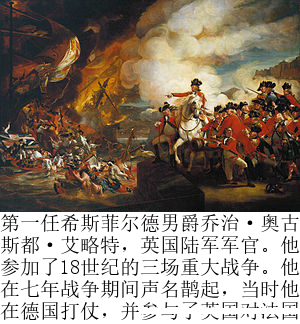 第一任希斯菲尔德男爵乔治·奥古
斯都·艾略特，英国陆军军官。他
参加了18世纪的三场重大战争。他
在七年战争期间声名鹊起，当时他
在德国打仗，并参与了英国对法国